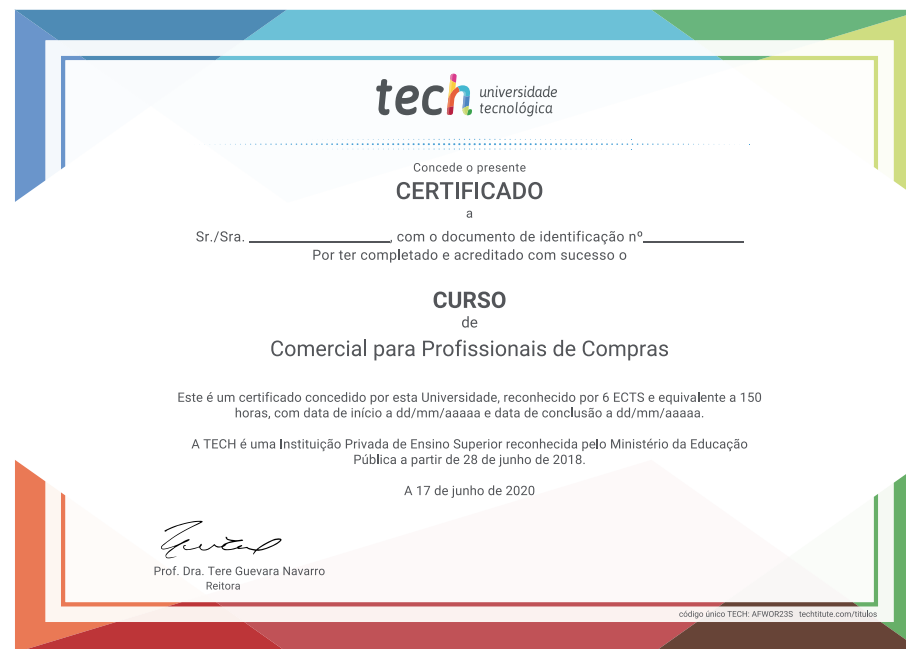 tech universidade
tecnológica
Concede o presente
CERTIFICADO
a
Sr./Sra. ________________, com o documento de identificação nº____________
Por ter completado e acreditado com sucesso o
CURSO
de
Comercial para Profissionais de Compras
Este é um certificado concedido por esta Universidade, reconhecido por 6 ECTS e equivalente a 150
horas, com data de início a dd/mm/aaaaa e data de conclusão a dd/mm/aaaaa.
A TECH é uma Instituição Privada de Ensino Superior reconhecida pelo Ministério da Educação
Pública a partir de 28 de junho de 2018.
A 17 de junho de 2020
Prof. Dra. Tere Guevara Navarro
Reitora
código único TECH: AFWOR23S techtitute.com/titulos